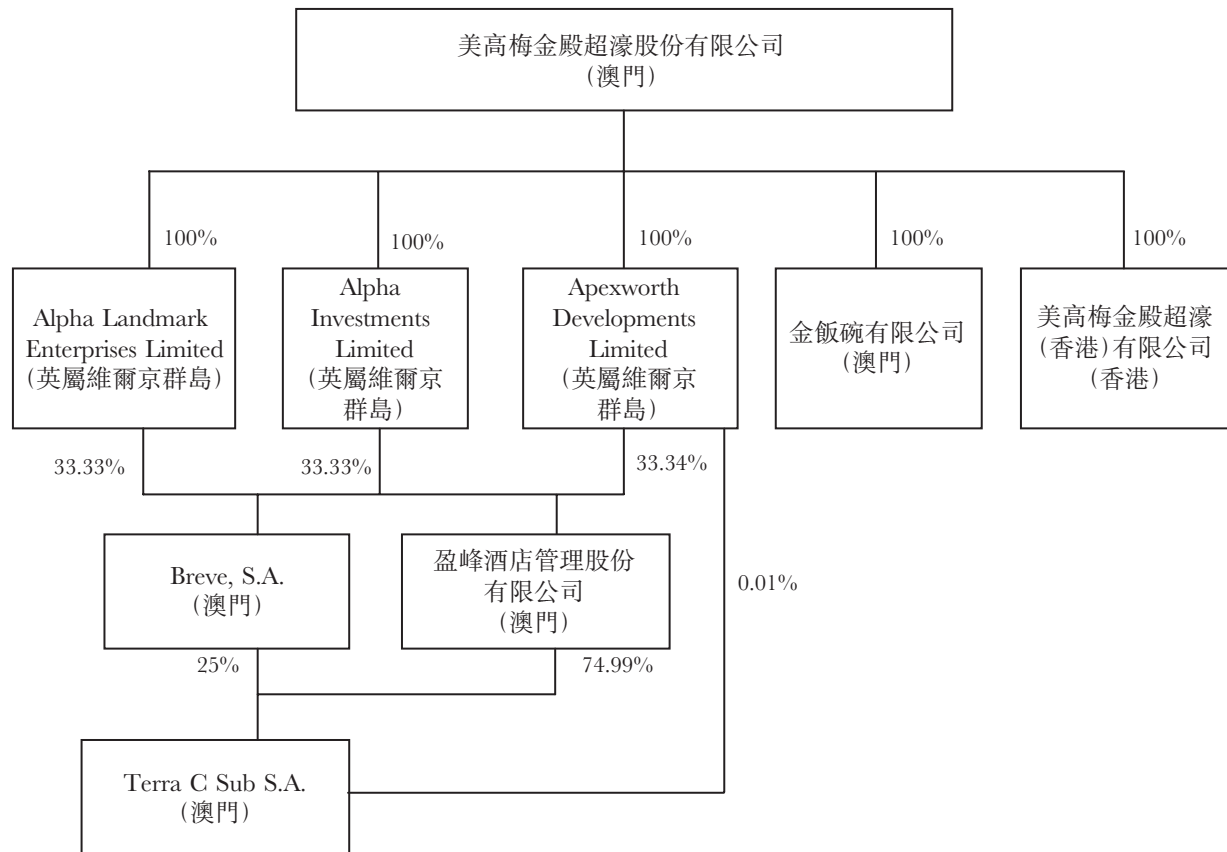 美高梅金殿超濠股份有限公司
(澳門)
100%
100%
100%
100%
100%
Alpha Landmark
Enterprises Limited
(英屬維爾京群島)
Alpha
Investments
Limited
(英屬維爾京
群島)
Apexworth
Developments
Limited
(英屬維爾京
群島)
金飯碗有限公司
(澳門)
美高梅金殿超濠
(香港)有限公司
(香港)
33.33%
33.33%
33.34%
Breve, S.A.
(澳門)
盈峰酒店管理股份
有限公司
(澳門)
0.01%
25%
74.99%
Terra C Sub S.A.
(澳門)